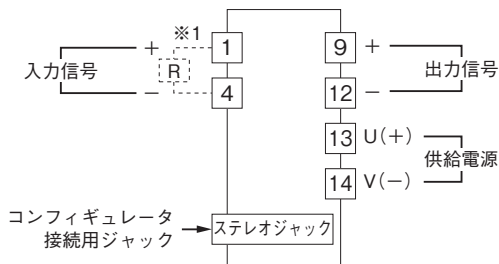 ※1
入力信号
+
−
R
1
4
9 +
12 −
出力信号
13 U(+)
14 V(−)
供給電源
コンフィギュレータ
接続用ジャック
ステレオジャック